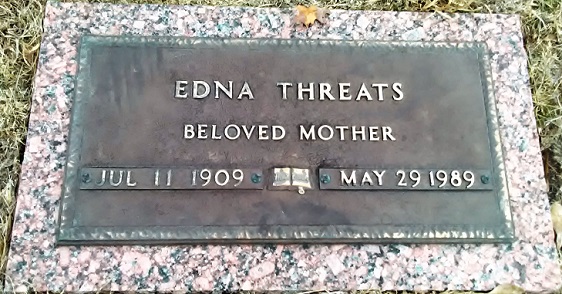 EDNA THREATS
BELOVED MOTHER
JUL 11 1909 MAY 29 1989